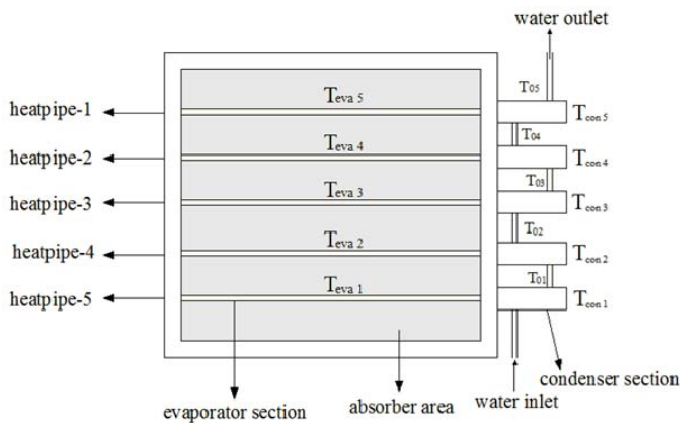 water outlet
T05
heatpipe-1
Teva 5
Tcon 5
T04
heatpipe-2
Teva 4
Tcon 4
T03
heatpipe-3
Teva 3
Tcon 3
T02
heatpipe-4
Teva 2
Tcon 2
T01
heatpipe-5
Teva 1
Tcon 1
condenser section
evaporator section
absorber area
water inlet